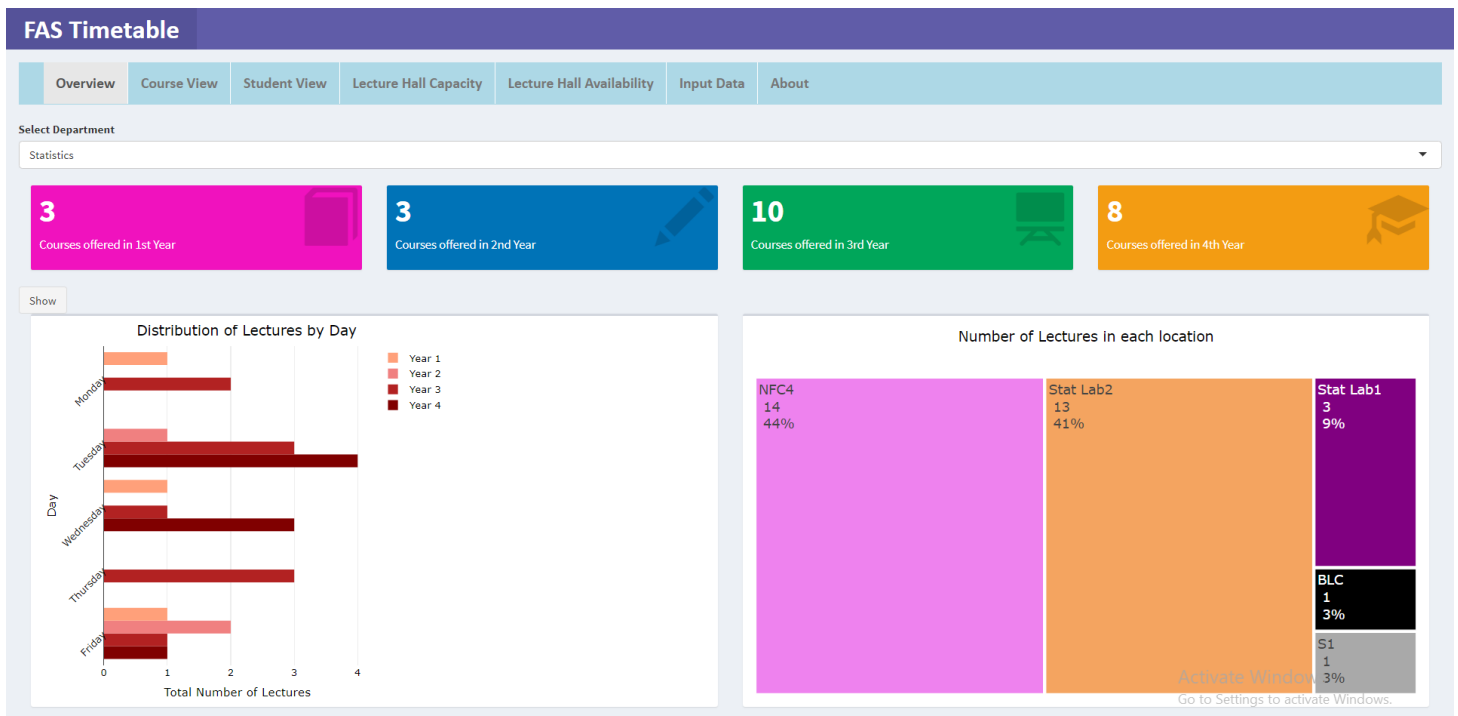 FAS Timetable
Overview Course View Student View Lecture Hall Capacity Lecture Hall Availability Input Data About
Select Department
Statistics
3
Courses offered in 1st Year
3
Courses offered in 2nd Year
10
Courses offered in 3rd Year
8
Courses offered in 4th Year
Show
Distribution of Lectures by Day
Year 1
Year 2
Year 3
Year 4
Monday
Tuesday
Wednesday
Thursday
Friday
Day
0 1 2 3 4
Total Number of Lectures
Number of Lectures in each location
NFC4
14
44%
Stat Lab2
13
41%
Stat Lab1
3
9%
BLC
1
3%
S1
1
3%
Activate Windows
Go to Settings to activate Windows.